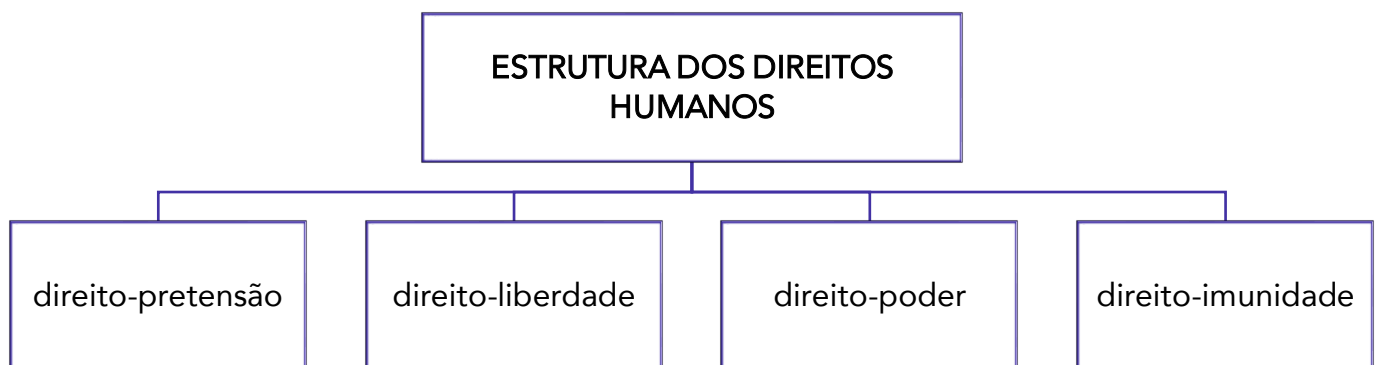 ESTRUTURA DOS DIREITOS
HUMANOS
direito-pretensão
direito-liberdade
direito-poder
direito-imunidade